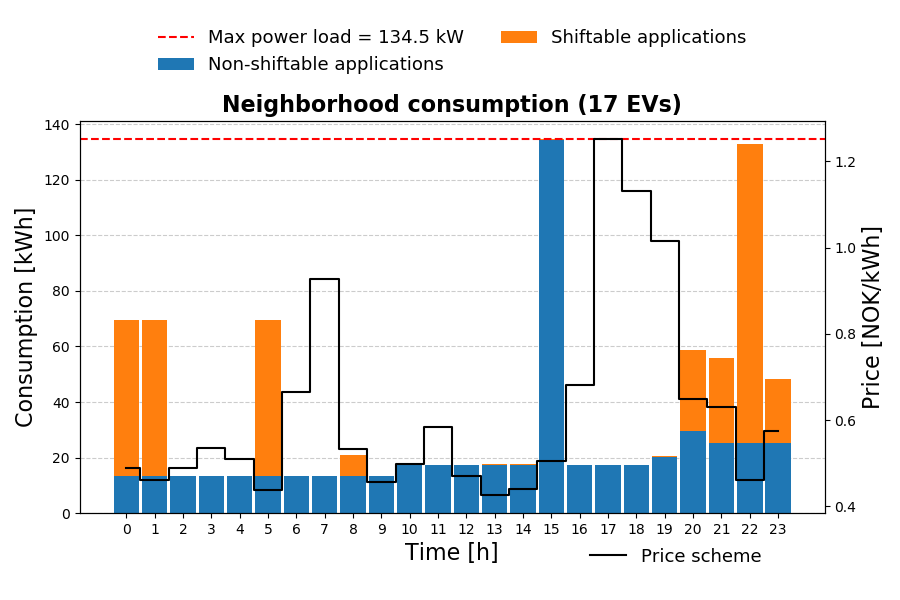 Max power load = 134.5 kW
Shiftable applications
Non-shiftable applications
Neighborhood consumption (17 EVs)
140
120
100
80
60
40
20
0
Consumption [kWh]
1.2
1.0
0.8
0.6
0.4
Price [NOK/kWh]
0 1 2 3 4 5 6 7 8 9 10 11 12 13 14 15 16 17 18 19 20 21 22 23
Time [h]
Price scheme